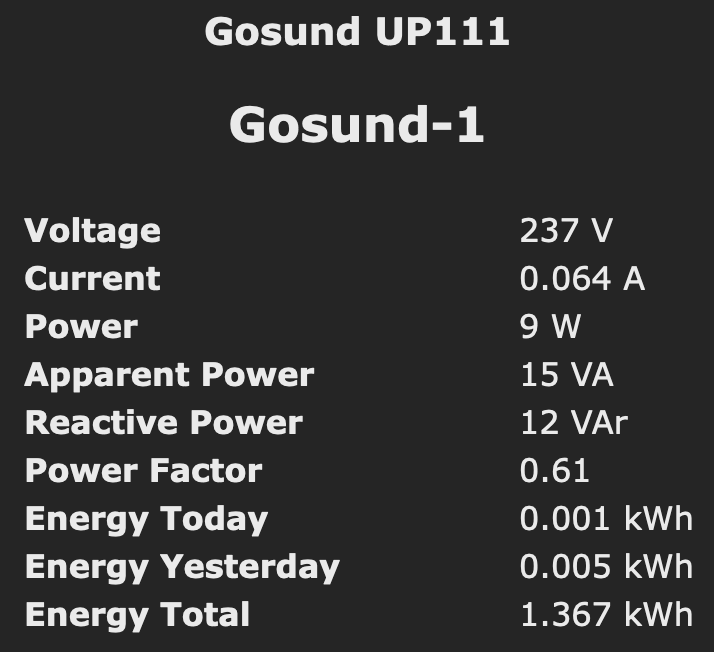 Gosund UP111
Gosund-1
Voltage 237 V
Current 0.064 A
Power 9 W
Apparent Power 15 VA
Reactive Power 12 VAr
Power Factor 0.61
Energy Today 0.001 kWh
Energy Yesterday 0.005 kWh
Energy Total 1.367 kWh